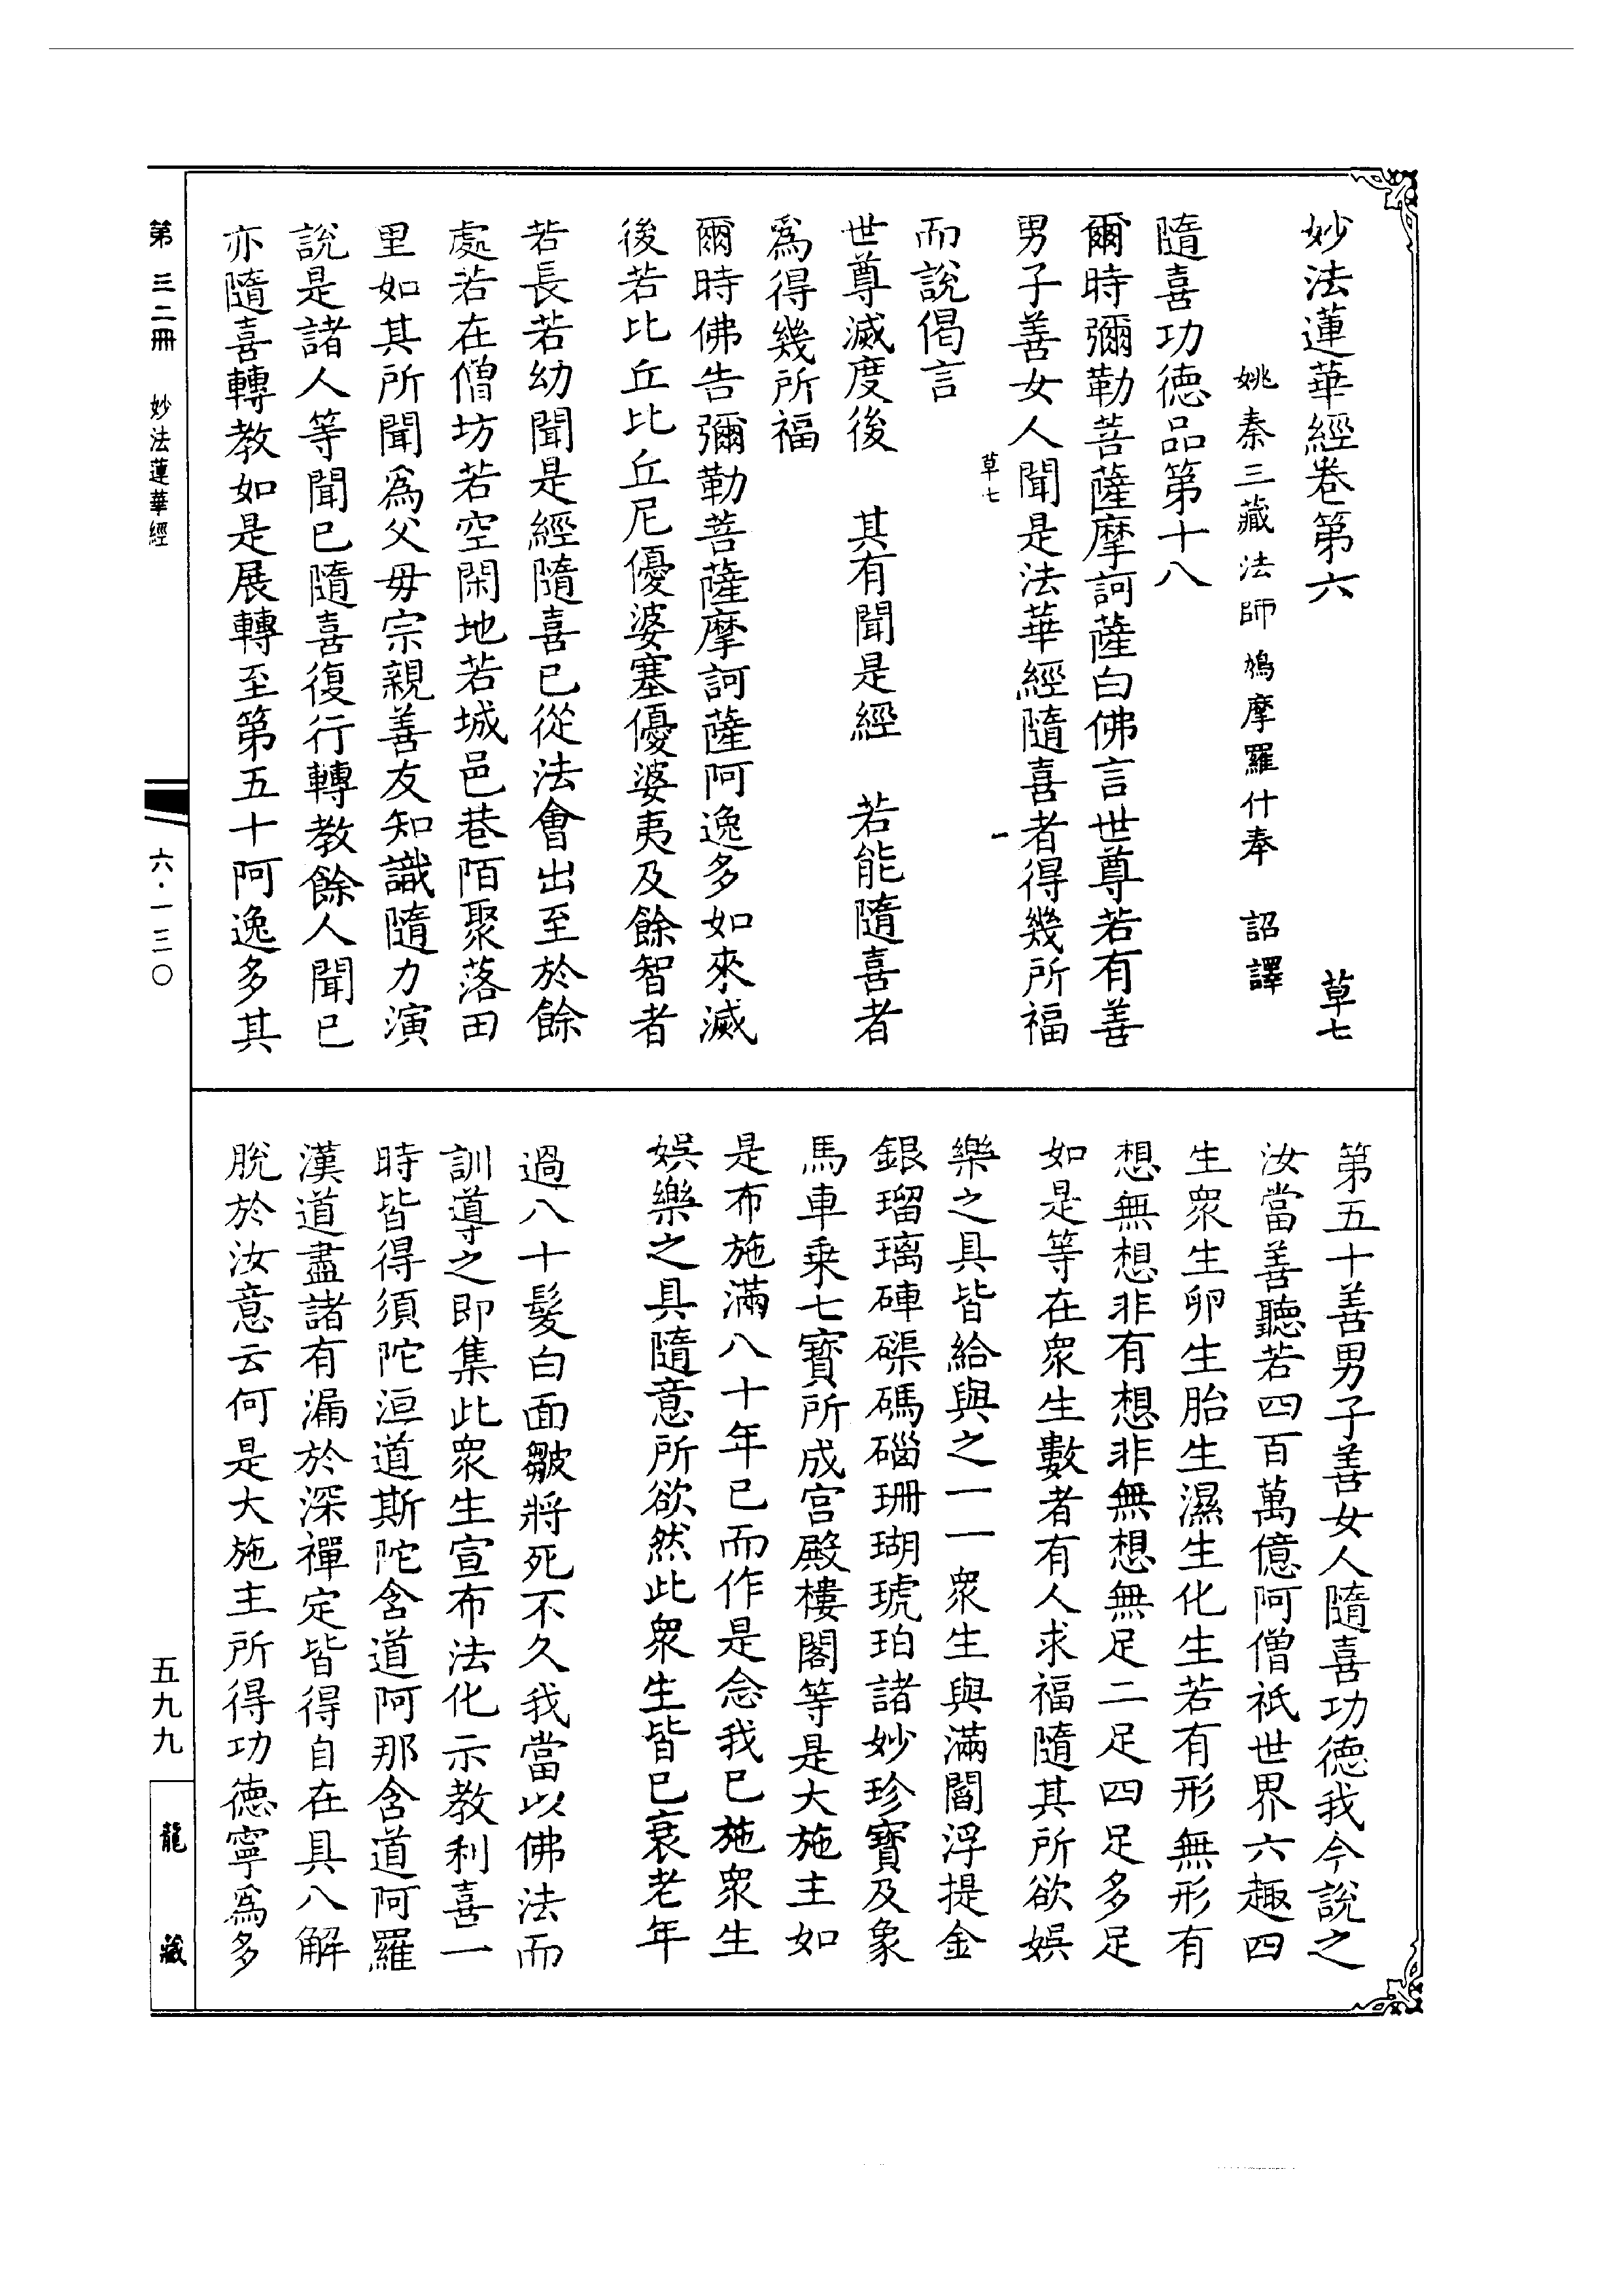 妙法蓮華經卷第六　草七
姚秦三藏法師鳩摩羅什奉　詔譯
隨喜功德品第十八
爾時彌勒菩薩摩訶薩白佛言世尊若有善
男子善女人聞是法華經隨喜者得幾所福
草七　一
而說偈言
世尊滅度後　其有聞是經　若能隨喜者
爲得幾所福
爾時佛告彌勒菩薩摩訶薩阿逸多如來滅
後若比丘比丘尼優婆塞優婆夷及餘智者
若長若幼聞是經隨喜已從法會出至於餘
處若在僧坊若空閑地若城邑巷陌聚落田
里如其所聞爲父母宗親善友知識隨力演
說是諸人等聞已隨喜復行轉教餘人聞已
亦隨喜轉教如是展轉至第五十阿逸多其
第五十善男子善女人隨喜功德我今說之
汝當善聽若四百萬億阿僧祇世界六趣四
生衆生卵生胎生濕生化生若有形無形有
想無想非有想非無想無足二足四足多足
如是等在衆生數者有人求福隨其所欲娛
樂之具皆給與之一一衆生與滿閻浮提金
銀瑠璃硨磲碼碯珊瑚琥珀諸妙珍寶及象
馬車乗七寳所成宮殿樓閣等是大施主如
是布施滿八十年已而作是念我已施衆生
娛樂之具隨意所欲然此衆生皆已衰老年
過八十髮白面皺將死不久我當以佛法而
訓導之即集此衆生宣布法化示教利喜一
時皆得須陀洹道斯陀含道阿那含道阿羅
漢道盡諸有漏於深禪定皆得自在具八解
脫於汝意云何是大施主所得功德寧爲多
第三二冊　妙法蓮華經　六·一三〇　五九九
龍藏